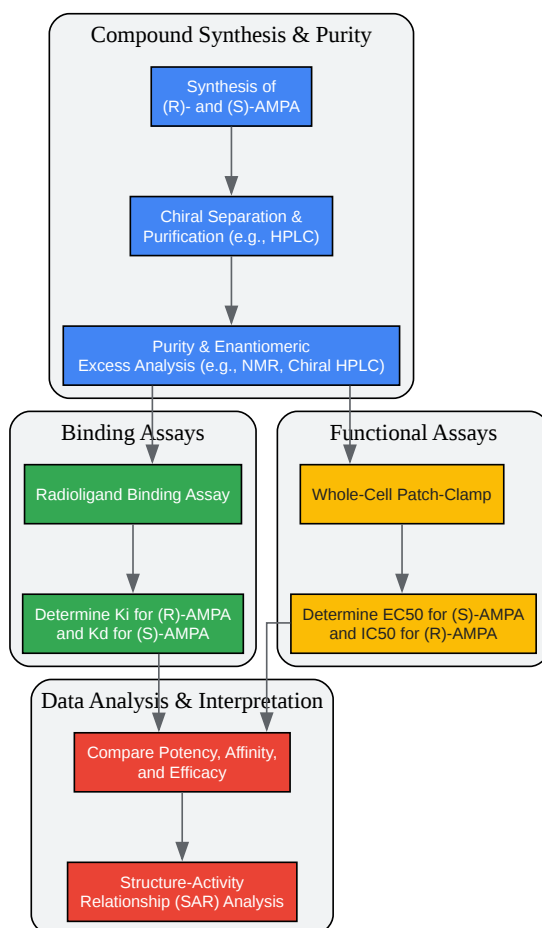 Compound Synthesis & Purity
Synthesis of
(R)- and (S)-AMPA
Chiral Separation &
Purification (e.g., HPLC)
Purity & Enantiomeric
Excess Analysis (e.g., NMR, Chiral HPLC)
Binding Assays
Radioligand Binding Assay
Determine Ki for (R)-AMPA
and Kd for (S)-AMPA
Functional Assays
Whole-Cell Patch-Clamp
Determine EC50 for (S)-AMPA
and IC50 for (R)-AMPA
Data Analysis & Interpretation
Compare Potency, Affinity,
and Efficacy
Structure-Activity
Relationship (SAR) Analysis